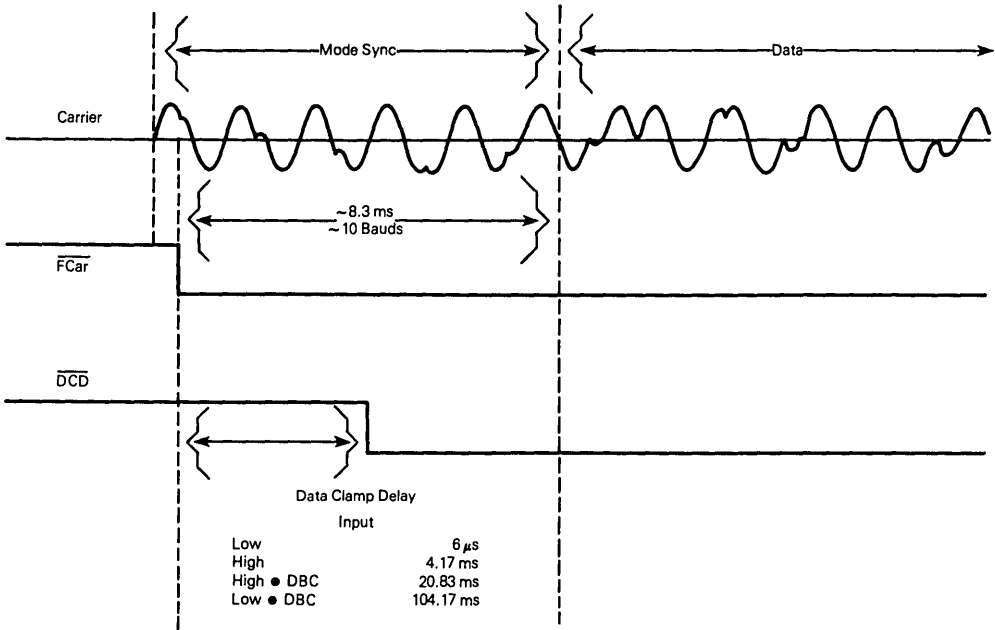 Mode Sync
Data
Carrier
~8.3 ms
~10 Bauds
FCar
DCD
Data Clamp Delay
Input
Low 6 μs
High 4.17 ms
High ● DBC 20.83 ms
Low ● DBC 104.17 ms